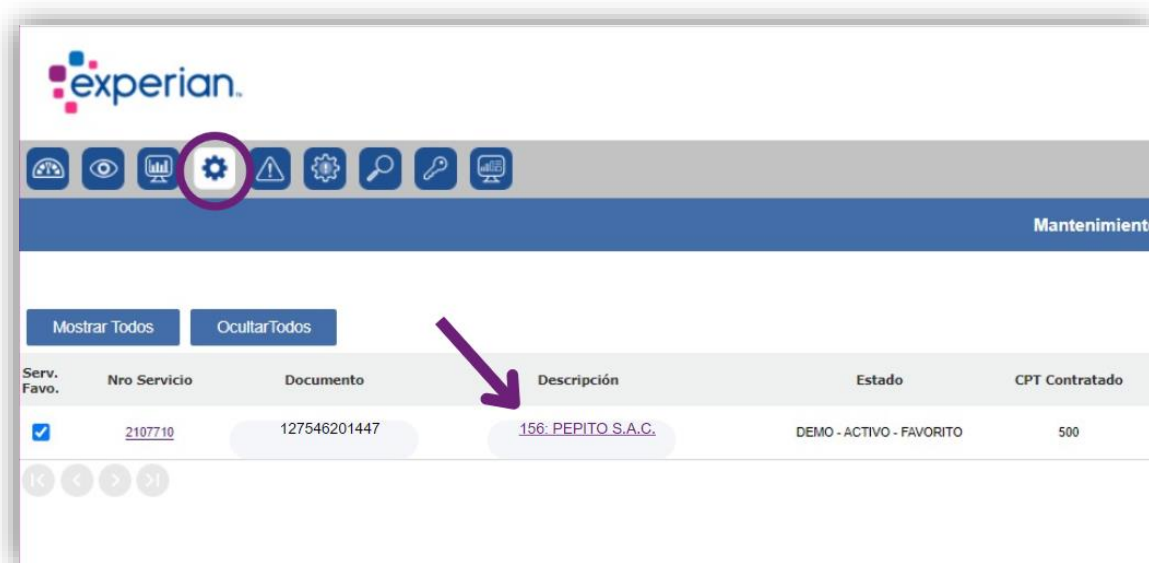 experian™
Mantenimient
Mostrar Todos OcultarTodos
Serv. Favo. Nro Servicio Documento Descripción Estado CPT Contratado
2107710 127546201447 156: PEPITO S.A.C. DEMO - ACTIVO - FAVORITO 500